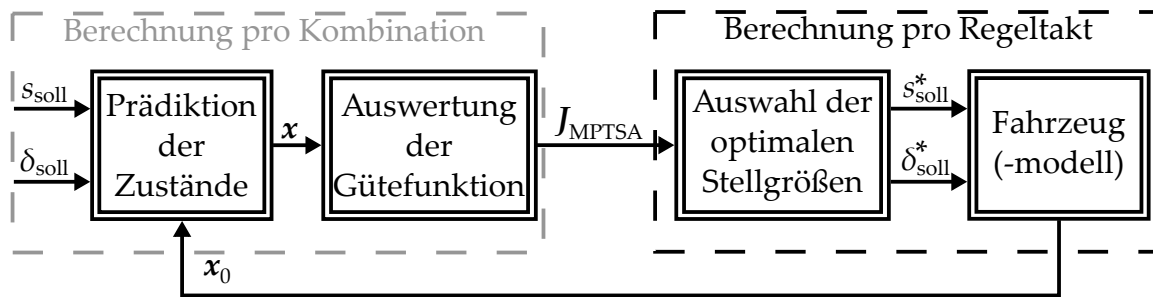 Berechnung pro Kombination
Berechnung pro Regeltakt
s_soll
δ_soll
Prädiktion
der
Zustände
x
Auswertung
der
Gütefunktion
J_MPTSA
Auswahl der
optimalen
Stellgrößen
s*_soll
δ*_soll
Fahrzeug
(-modell)
x_0